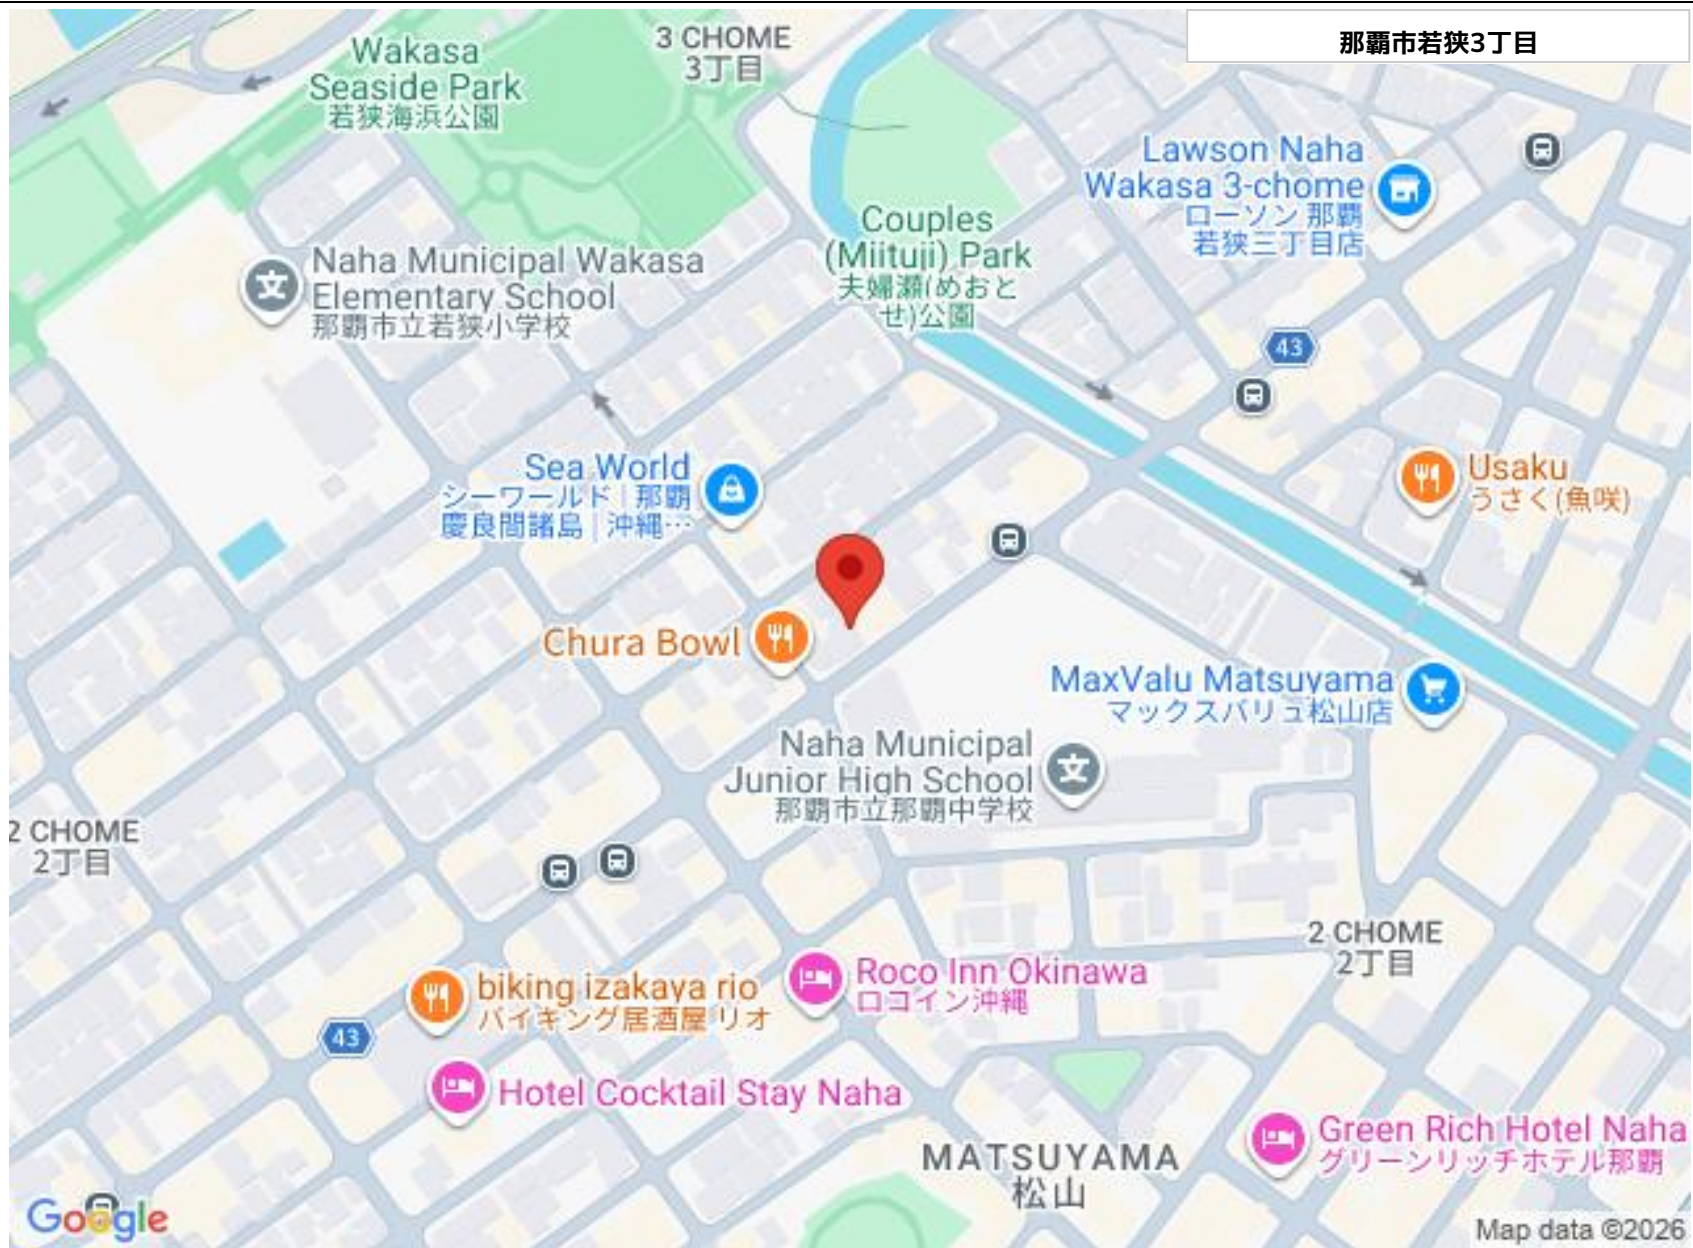 那覇市若狭3丁目
3 CHOME
3丁目
Wakasa
Seaside Park
若狭海浜公園
Lawson Naha
Wakasa 3-chome
ローソン 那覇
若狭三丁目店
Couples
(Miituji) Park
夫婦瀬(めおと
せ)公園
Naha Municipal Wakasa
Elementary School
那覇市立若狭小学校
43
Sea World
シーワールド | 那覇
慶良間諸島 | 沖縄…
Usaku
うさく(魚咲)
Chura Bowl
MaxValu Matsuyama
マックスバリュ松山店
Naha Municipal
Junior High School
那覇市立那覇中学校
2 CHOME
2丁目
2 CHOME
2丁目
biking izakaya rio
バイキング居酒屋 リオ
Roco Inn Okinawa
ロコイン沖縄
43
Hotel Cocktail Stay Naha
Green Rich Hotel Naha
グリーンリッチホテル那覇
MATSUYAMA
松山
Google
Map data ©2026